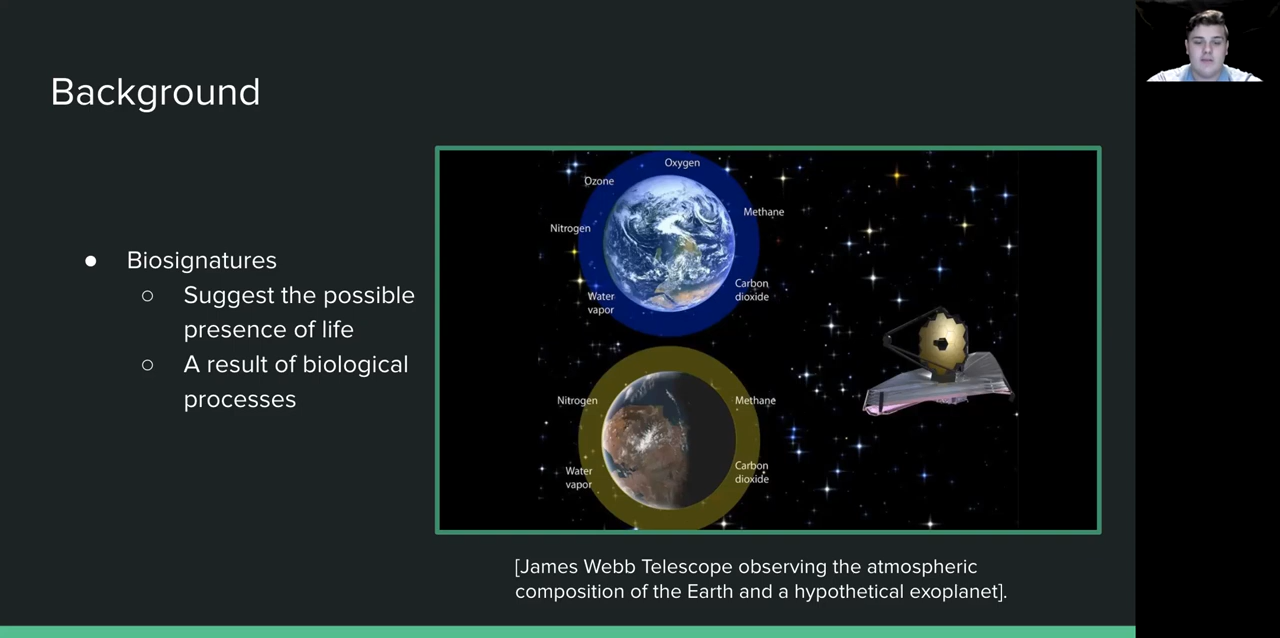 Background
● Biosignatures
○ Suggest the possible
presence of life
○ A result of biological
processes
Oxygen
Ozone
Methane
Nitrogen
Carbon
dioxide
Water
vapor
Nitrogen
Methane
Carbon
dioxide
Water
vapor
[James Webb Telescope observing the atmospheric
composition of the Earth and a hypothetical exoplanet].